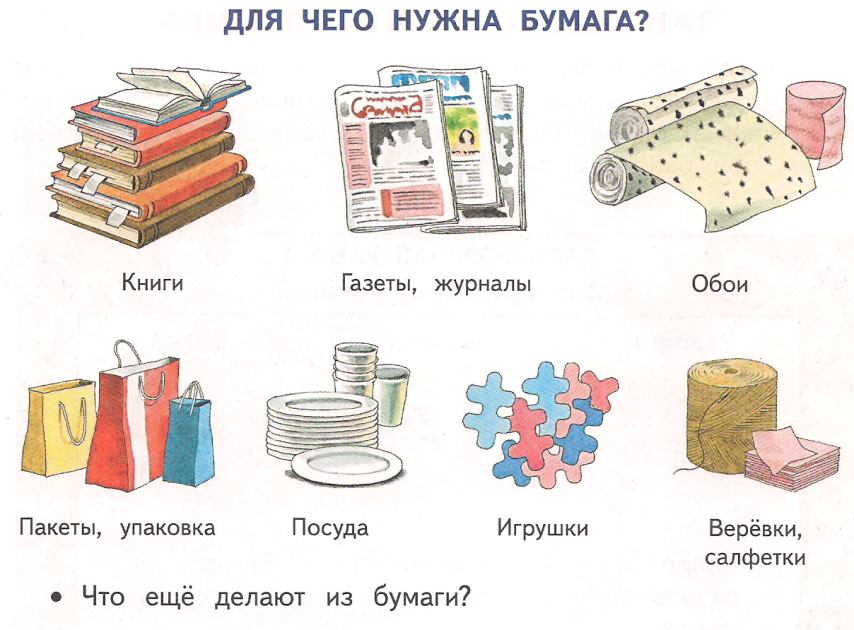 ДЛЯ ЧЕГО НУЖНА БУМАГА?
Книги
Газеты, журналы
Обои
Пакеты, упаковка
Посуда
Игрушки
Верёвки,
салфетки
• Что ещё делают из бумаги?